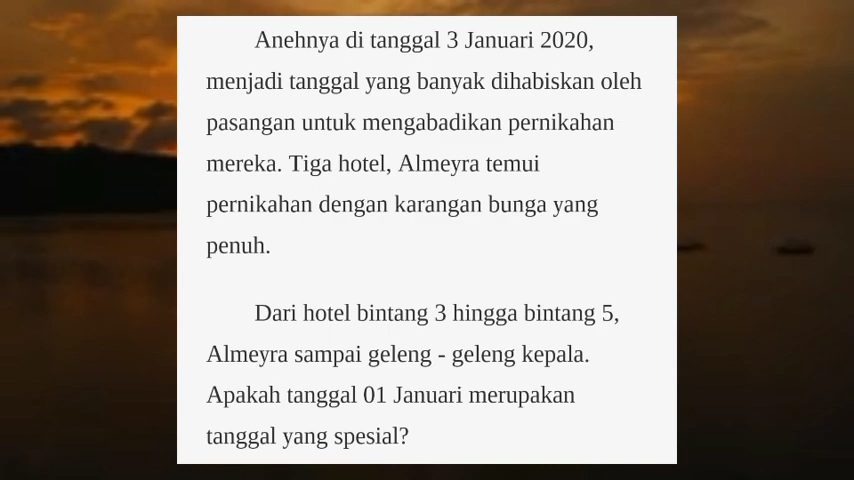 Anehnya di tanggal 3 Januari 2020,
menjadi tanggal yang banyak dihabiskan oleh
pasangan untuk mengabadikan pernikahan
mereka. Tiga hotel, Almeyra temui
pernikahan dengan karangan bunga yang
penuh.
Dari hotel bintang 3 hingga bintang 5,
Almeyra sampai geleng - geleng kepala.
Apakah tanggal 01 Januari merupakan
tanggal yang spesial?